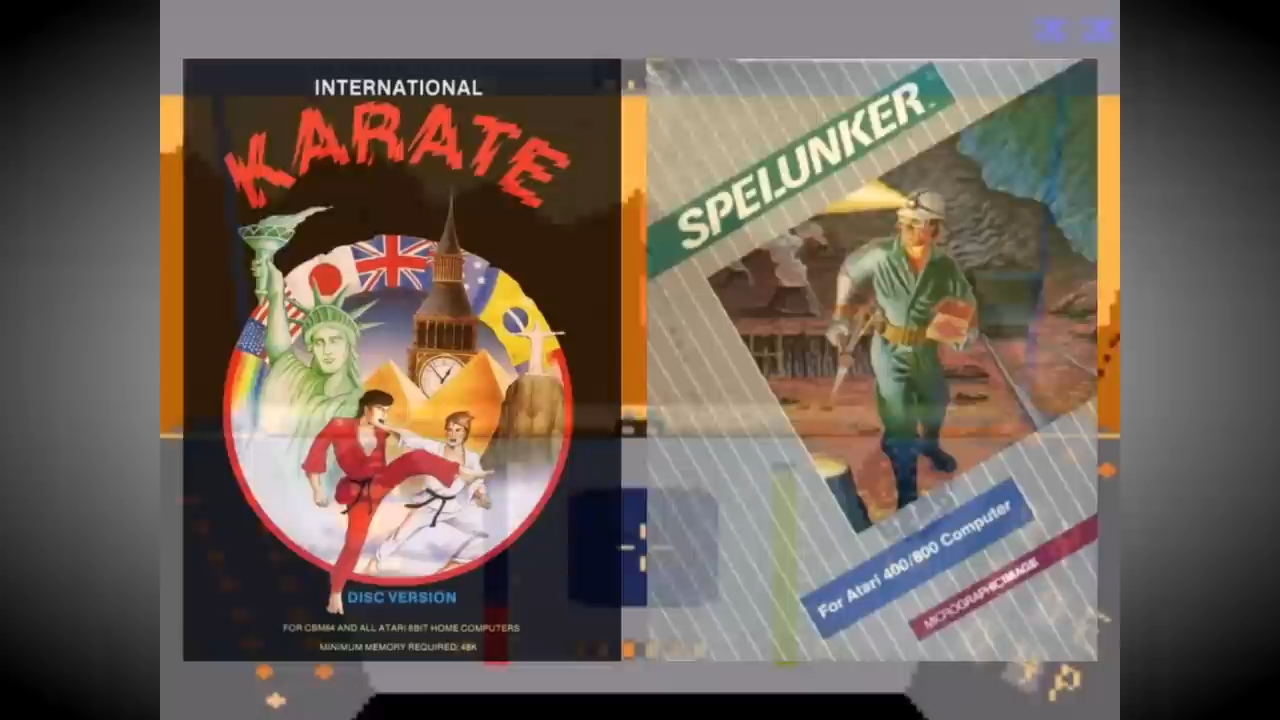 INTERNATIONAL
KARATE
DISC VERSION
FOR CBM64 AND ALL ATARI 8BIT HOME COMPUTERS
MINIMUM MEMORY REQUIRED: 48K
SPELUNKER
For Atari 400/800 Computer
MICROGRAPHICIMAGE